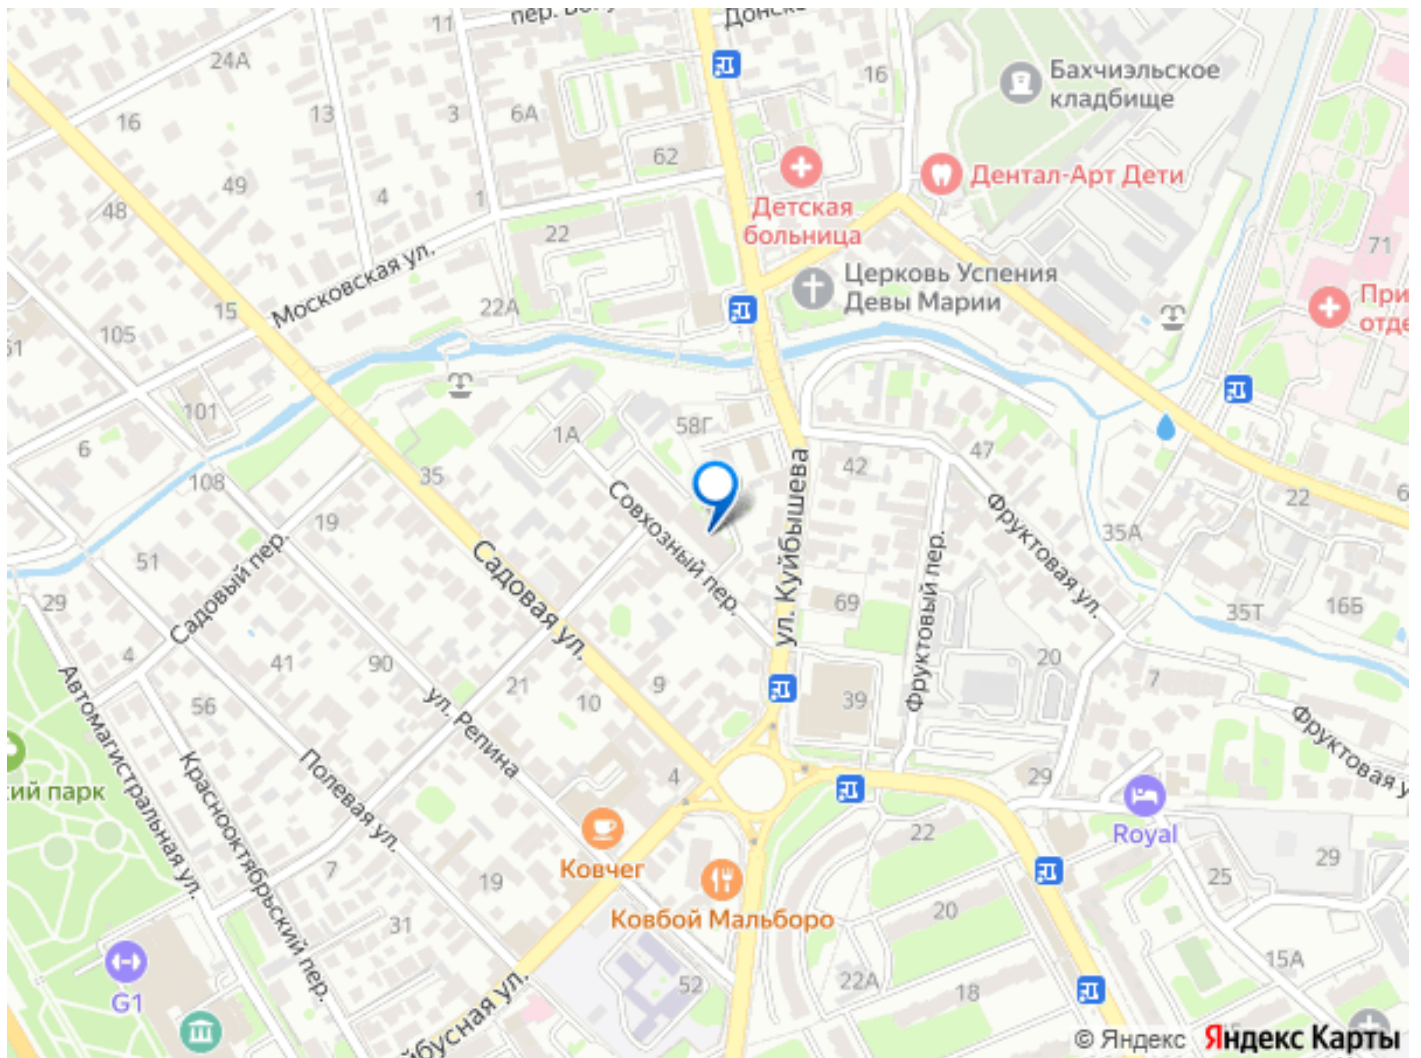 11
Донск
24А
16
Бахчиэльское
кладбище
16
13
3
6А
62
Дентал-Арт Дети
49
4
1
48
Детская
больница
22
71
Московская ул.
Церковь Успения
Девы Марии
При
отде
15
22А
105
101
58Г
6
1А
42
47
ул. Куйбышева
108
35
Совхозный пер.
Фруктовая ул.
22
19
35А
51
Садовый пер.
Садовая ул.
Фруктовый пер.
29
69
35Т
16Б
4
41
90
20
9
21
7
56
10
39
ул. Репина
Фруктовая у
Автомагистральная ул.
Полевая ул.
4
29
кий парк
Краснооктябрьский пер.
22
Royal
7
Ковчег
29
25
19
20
Ковбой Мальборо
31
15А
G1
52
22А
18
йбусная ул.
© Яндекс Яндекс Карты